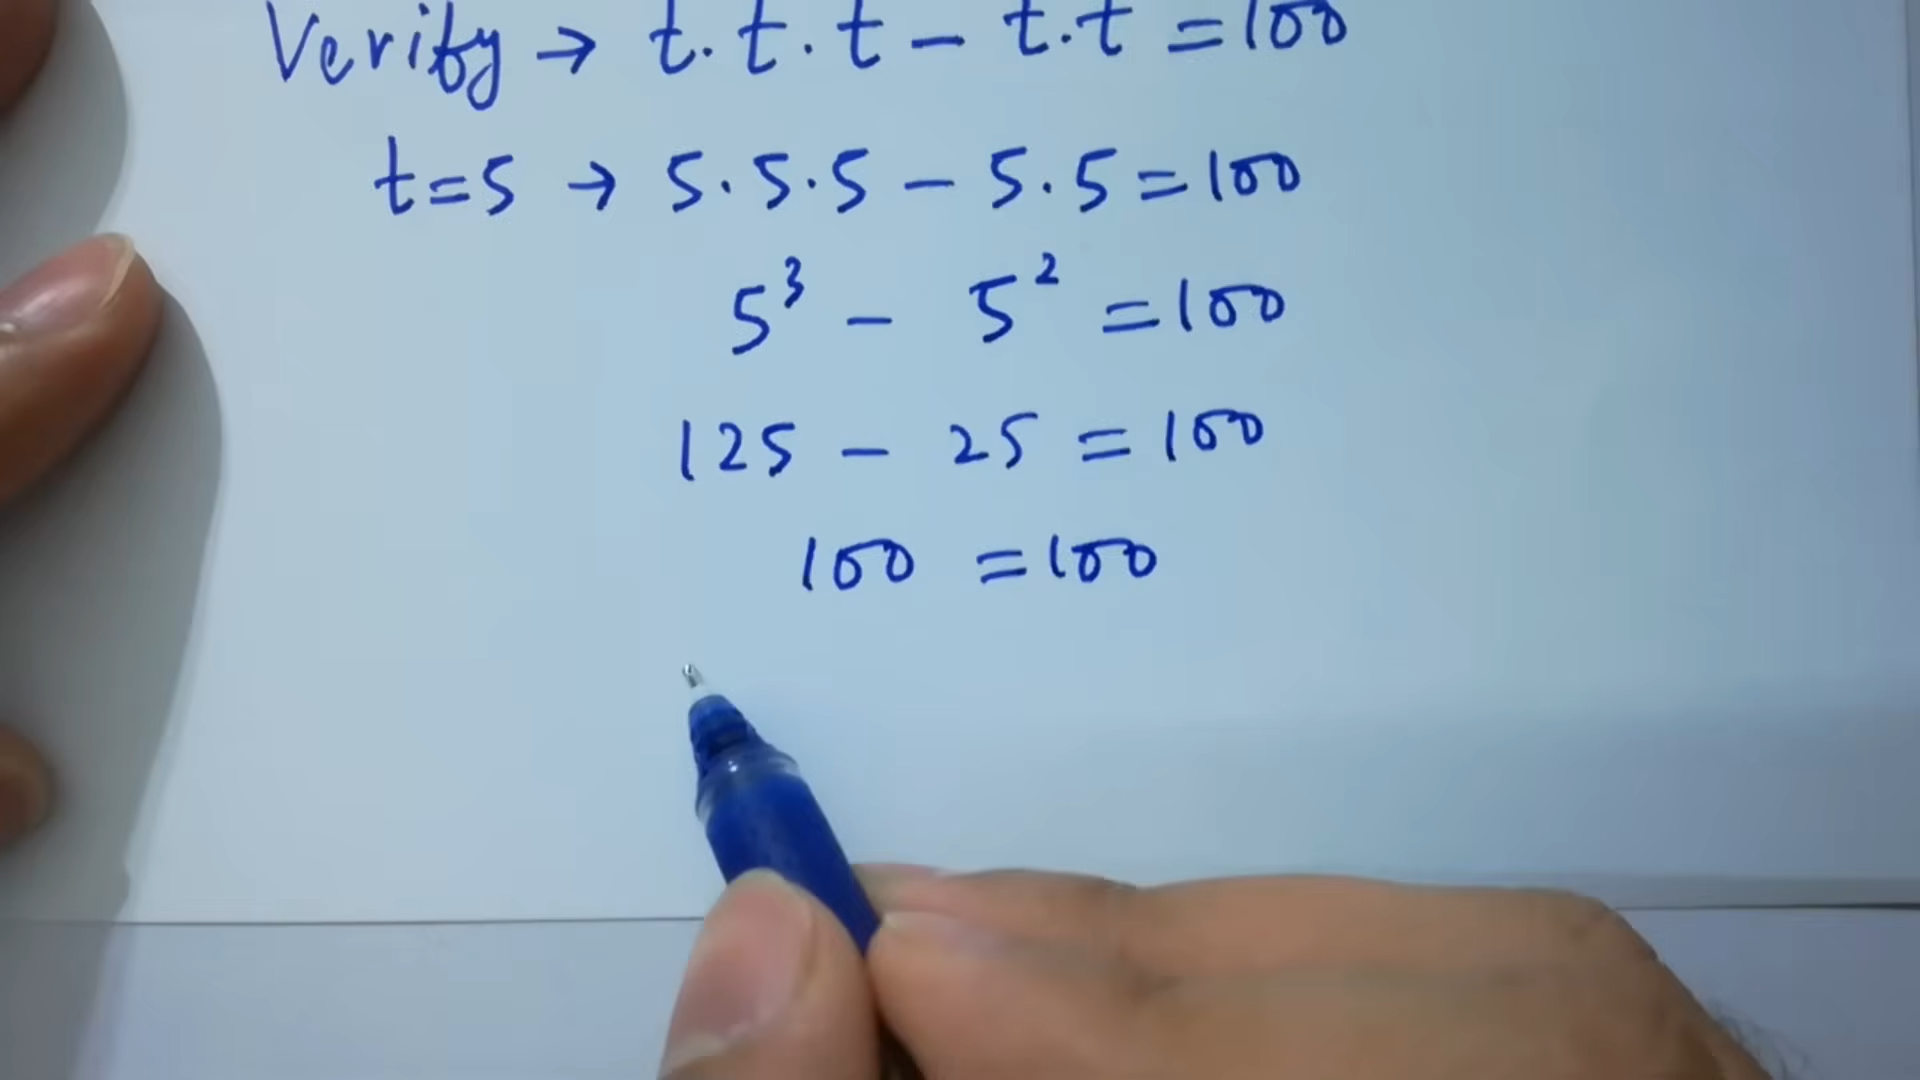 Verify → t.t.t - t.t = 100
t=5 → 5.5.5 - 5.5 = 100
5³ - 5² = 100
125 - 25 = 100
100 = 100